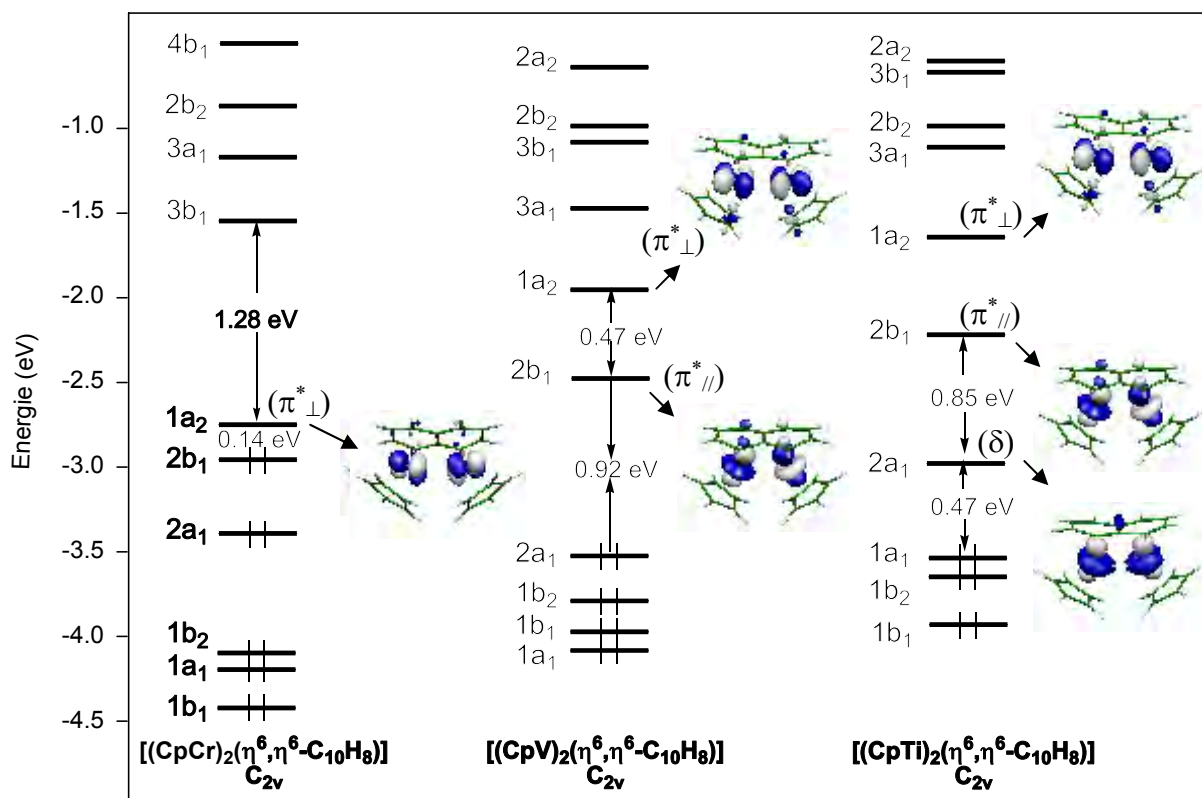 Energie (eV)
-1.0
-1.5
-2.0
-2.5
-3.0
-3.5
-4.0
-4.5
4b₁
2b₂
3a₁
3b₁
1.28 eV
1a₂
(π*⊥)
0.14 eV
2b₁
2a₁
1b₂
1a₁
1b₁
[(CpCr)₂(η⁶,η⁶-C₁₀H₈)]
C₂ᵥ
2a₂
2b₂
3b₁
3a₁
1a₂
(π*⊥)
0.47 eV
2b₁
(π*//)
0.92 eV
2a₁
1b₂
1b₁
1a₁
[(CpV)₂(η⁶,η⁶-C₁₀H₈)]
C₂ᵥ
2a₂
3b₁
2b₂
3a₁
1a₂
(π*⊥)
2b₁
(π*//)
0.85 eV
2a₁
(δ)
0.47 eV
1a₁
1b₂
1b₁
[(CpTi)₂(η⁶,η⁶-C₁₀H₈)]
C₂ᵥ